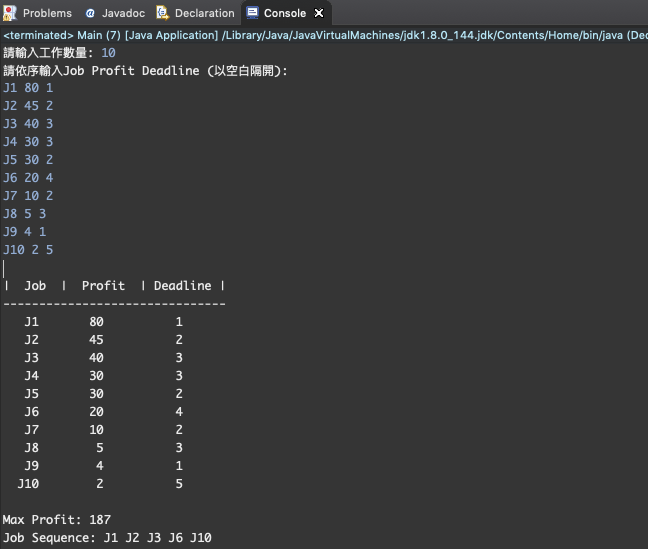 Problems @ Javadoc Declaration Console
<terminated> Main (7) [Java Application] /Library/Java/JavaVirtualMachines/jdk1.8.0_144.jdk/Contents/Home/bin/java (Dec
請輸入工作數量: 10
請依序輸入Job Profit Deadline (以空白隔開):
J1 80 1
J2 45 2
J3 40 3
J4 30 3
J5 30 2
J6 20 4
J7 10 2
J8 5 3
J9 4 1
J10 2 5
| Job | Profit | Deadline |
-------------------------------
J1 80 1
J2 45 2
J3 40 3
J4 30 3
J5 30 2
J6 20 4
J7 10 2
J8 5 3
J9 4 1
J10 2 5
Max Profit: 187
Job Sequence: J1 J2 J3 J6 J10